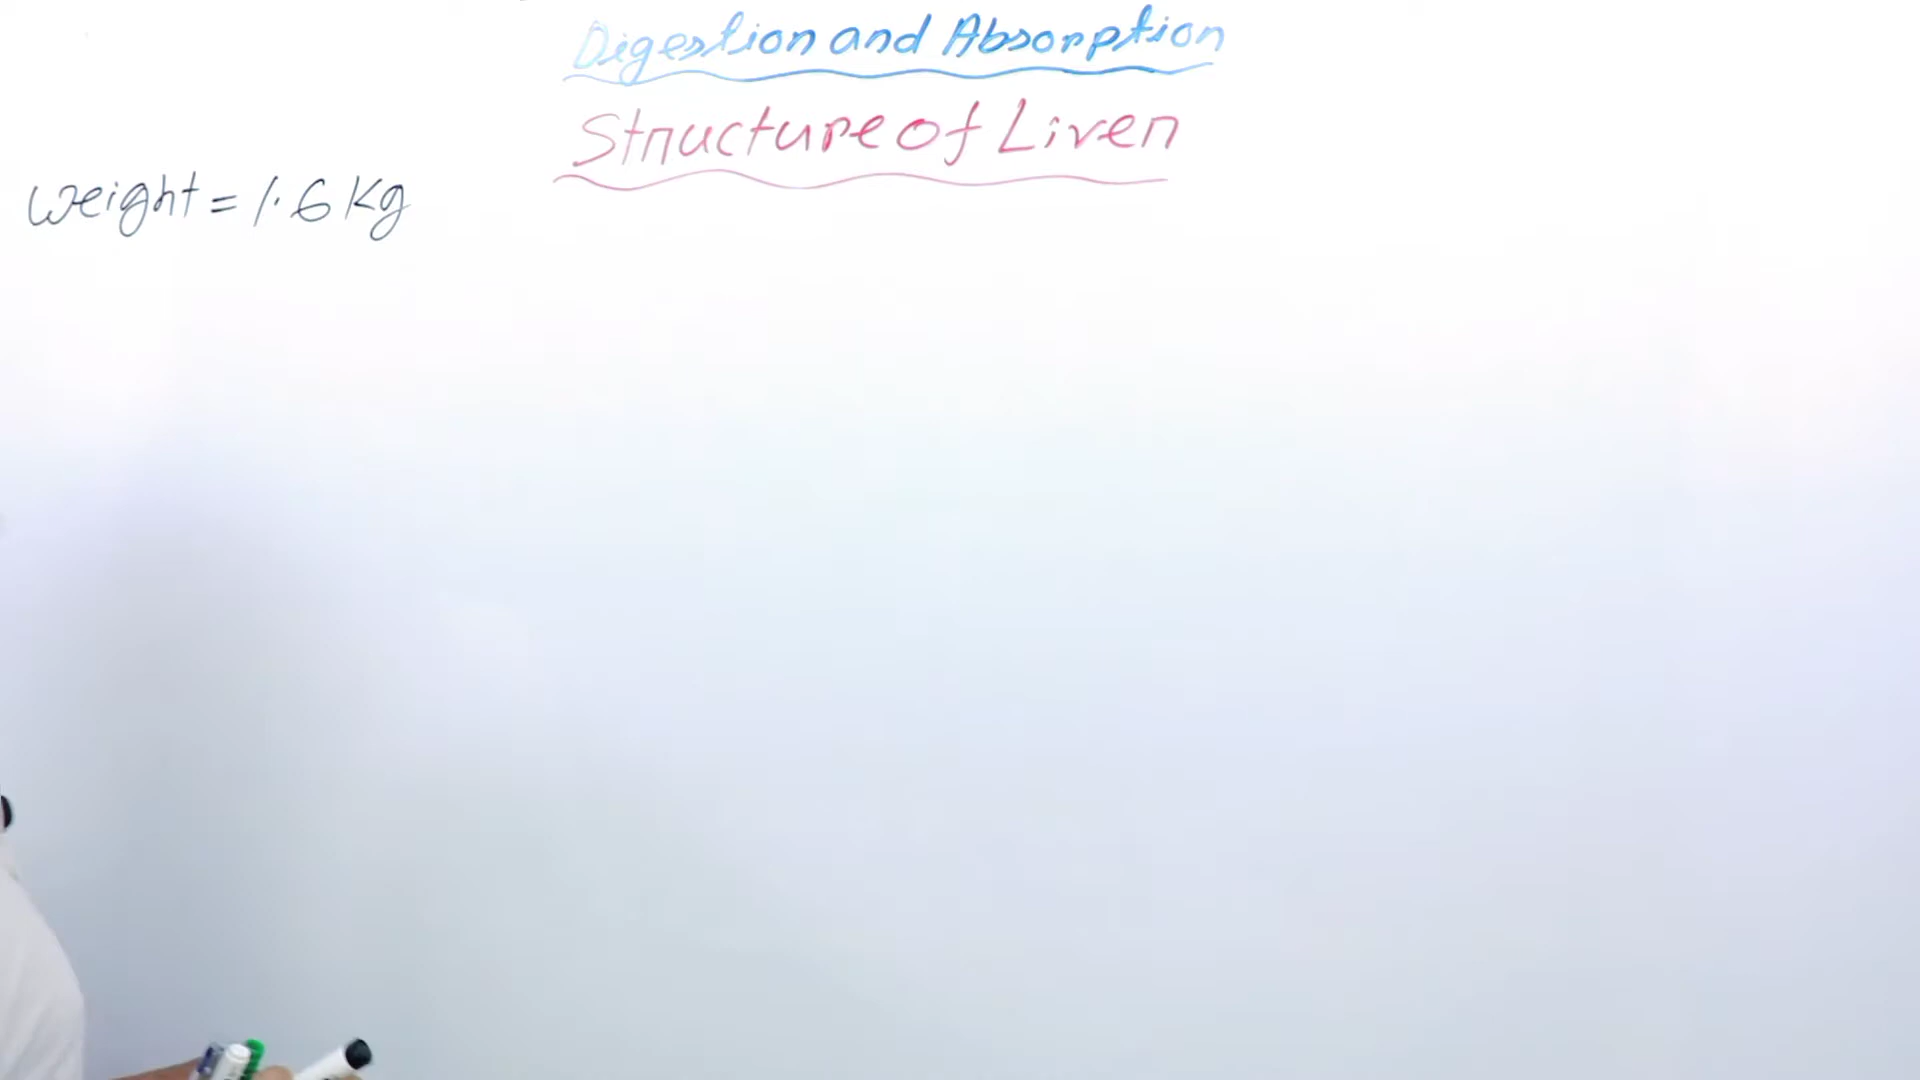 Digestion and Absorption
Structure of Liver
weight = 1.6 Kg